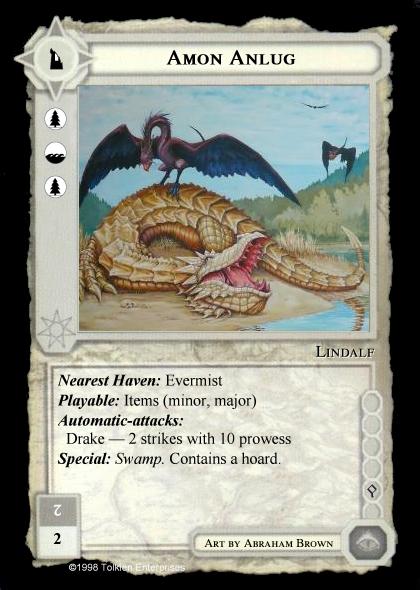 Amon Anlug
Lindalf
Nearest Haven: Evermist
Playable: Items (minor, major)
Automatic-attacks:
Drake — 2 strikes with 10 prowess
Special: Swamp. Contains a hoard.
2
2
Art by Abraham Brown
©1998 Tolkien Enterprises